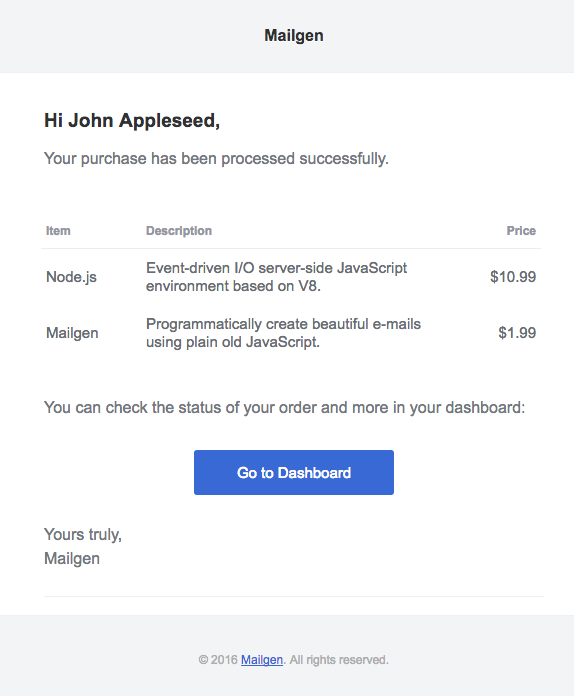 Mailgen
Hi John Appleseed,
Your purchase has been processed successfully.
Item Description Price
Node.js Event-driven I/O server-side JavaScript environment based on V8. $10.99
Mailgen Programmatically create beautiful e-mails using plain old JavaScript. $1.99
You can check the status of your order and more in your dashboard:
Go to Dashboard
Yours truly,
Mailgen
© 2016 Mailgen. All rights reserved.